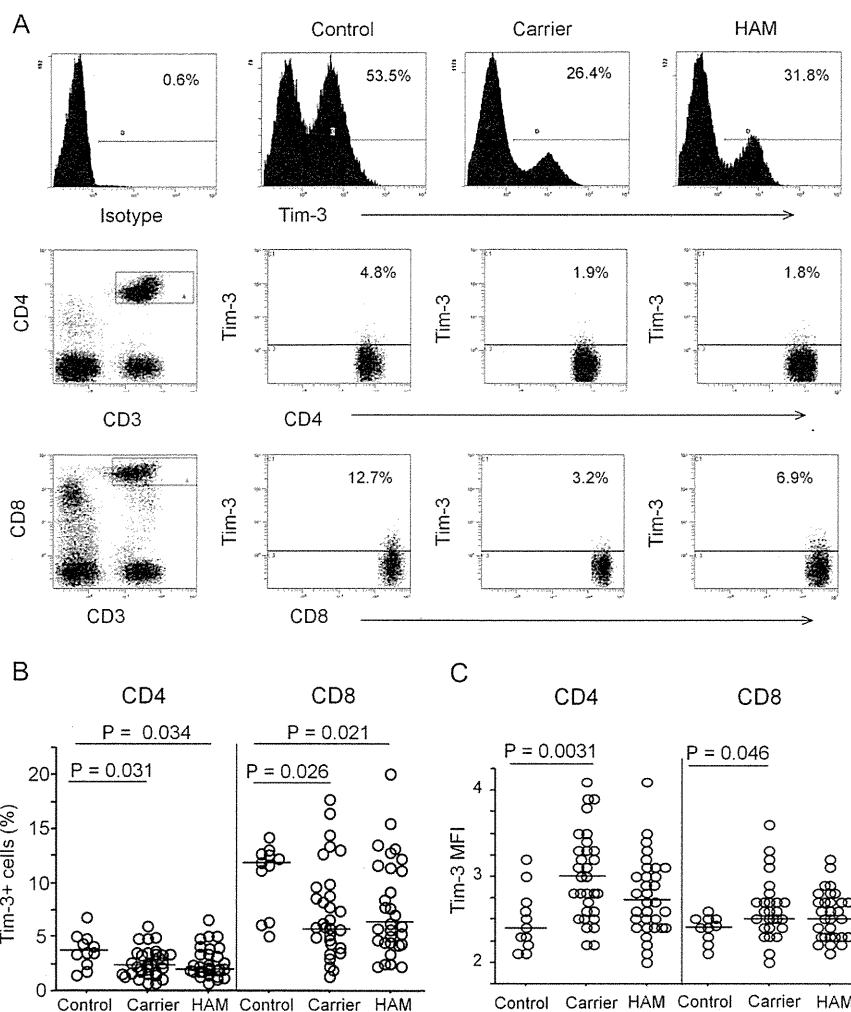 A
Control Carrier HAM
0.6% 53.5% 26.4% 31.8%
Isotype Tim-3
CD4 Tim-3 4.8% Tim-3 1.9% Tim-3 1.8%
CD3 CD4
CD8 Tim-3 12.7% Tim-3 3.2% Tim-3 6.9%
CD3 CD8
B
CD4 CD8
P = 0.034 P = 0.021
P = 0.031 P = 0.026
Tim-3+ cells (%)
20
15
10
5
0
Control Carrier HAM Control Carrier HAM
C
CD4 CD8
P = 0.0031 P = 0.046
Tim-3 MFI
4
3
2
Control Carrier HAM Control Carrier HAM